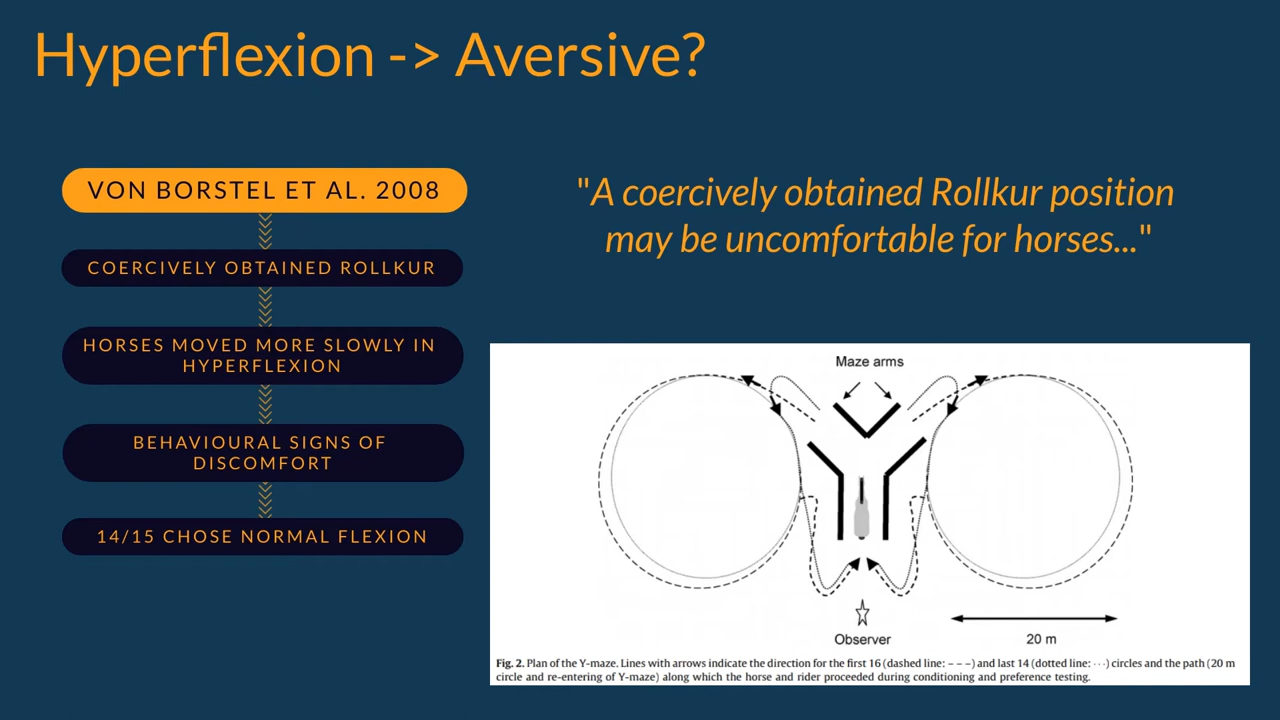 Hyperflexion -> Aversive?
VON BORSTEL ET AL. 2008
COERCIVELY OBTAINED ROLLKUR
HORSES MOVED MORE SLOWLY IN
HYPERFLEXION
BEHAVIOURAL SIGNS OF
DISCOMFORT
14/15 CHOSE NORMAL FLEXION
"A coercively obtained Rollkur position
may be uncomfortable for horses..."
Maze arms
Observer
20 m
Fig. 2. Plan of the Y-maze. Lines with arrows indicate the direction for the first 16 (dashed line: – – –) and last 14 (dotted line: ···) circles and the path (20 m
circle and re-entering of Y-maze) along which the horse and rider proceeded during conditioning and preference testing.